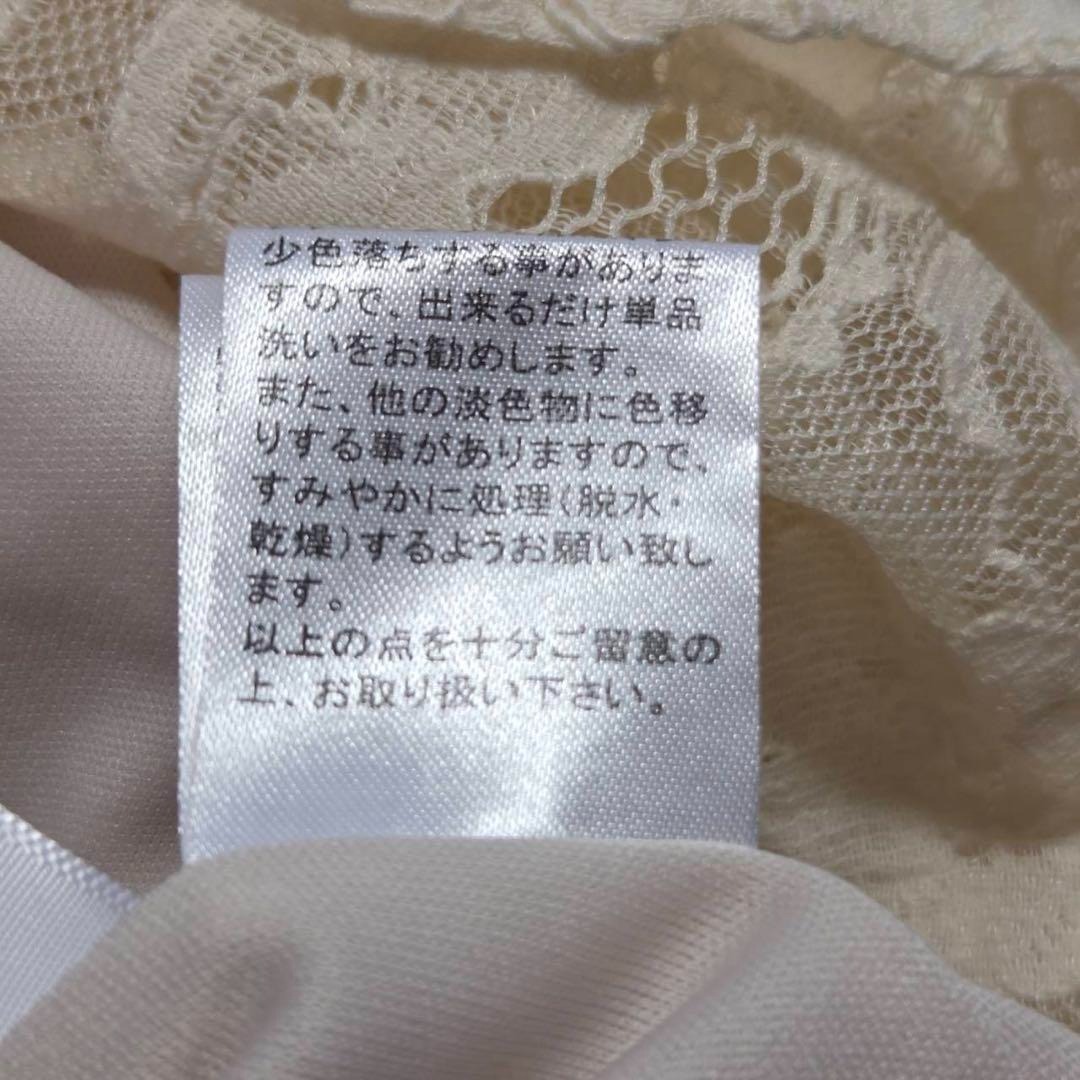 少色落ちする事がありま
すので、出来るだけ単品
洗いをお勧めします。
また、他の淡色物に色移
りする事がありますので、
すみやかに処理(脱水・
乾燥)するようお願い致し
ます。
以上の点を十分ご留意の
上、お取り扱い下さい。